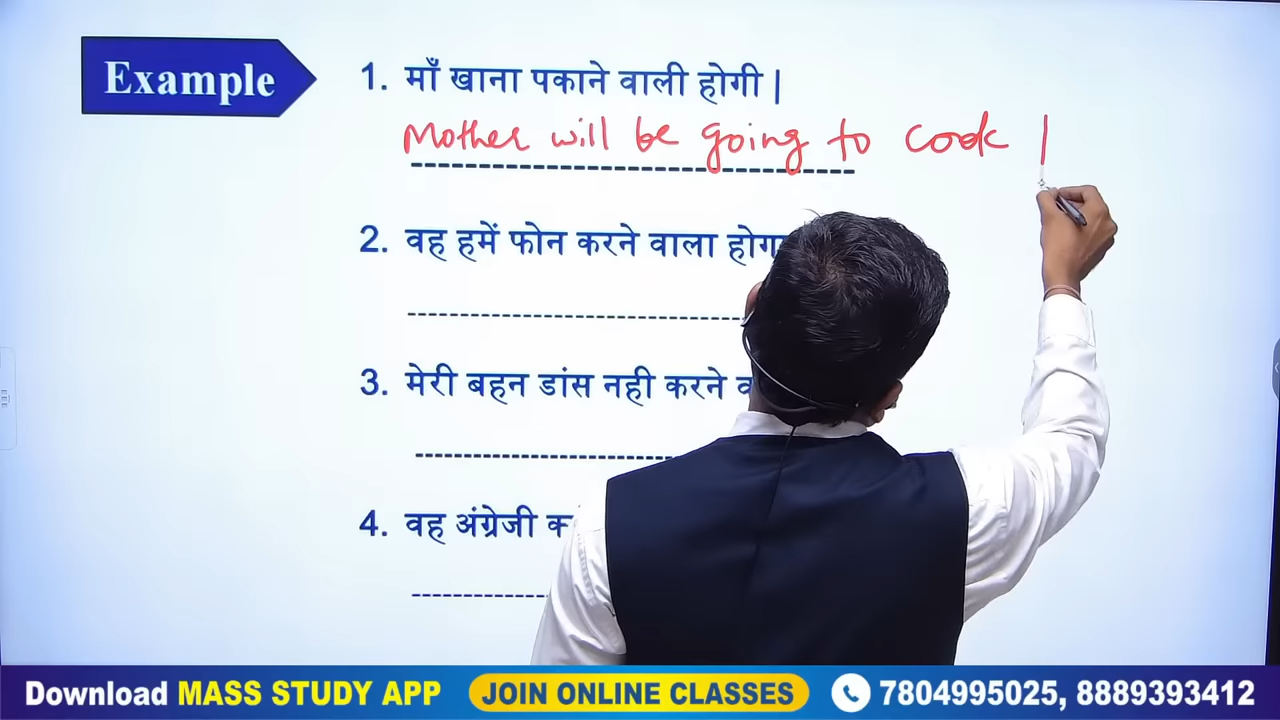 Example
1. माँ खाना पकाने वाली होगी |
Mother will be going to cook
2. वह हमें फोन करने वाला
3. मेरी बहन डांस नही करने
4. वह अंग्रेजी
Download MASS STUDY APP JOIN ONLINE CLASSES 7804995025, 8889393412